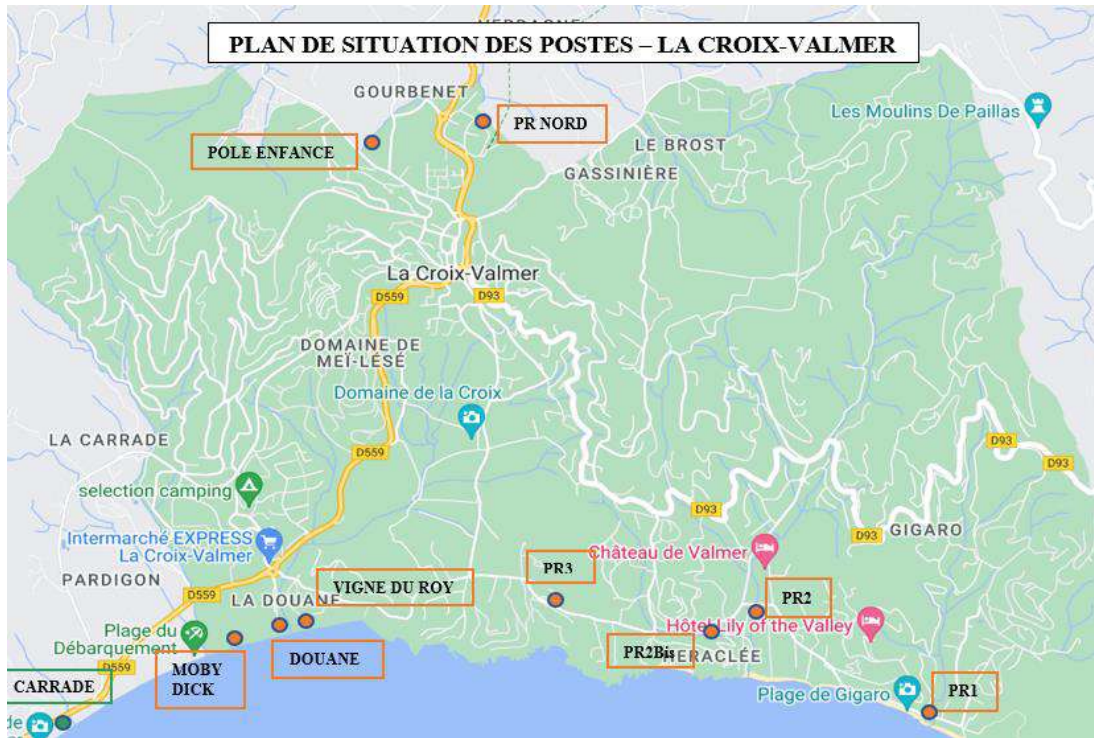 VERDAGNE
PLAN DE SITUATION DES POSTES – LA CROIX-VALMER
GOURBENET
PR NORD
Les Moulins De Paillas
POLE ENFANCE
LE BROST
GASSINIÈRE
La Croix-Valmer
D559
D93
DOMAINE DE
MEÏ-LÉSÉ
Domaine de la Croix
LA CARRADE
D559
D93
D93
selection camping
D93
D93
Intermarché EXPRESS
La Croix-Valmer
GIGARO
Château de Valmer
PR3
PARDIGON
D559
LA DOUANE
VIGNE DU ROY
PR2
Plage du
Débarquement
Hôtel Lily of the Valley
PR2Bis
HERACLÉE
DOUANE
MOBY
DICK
D559
CARRADE
Plage de Gigaro
PR1
de